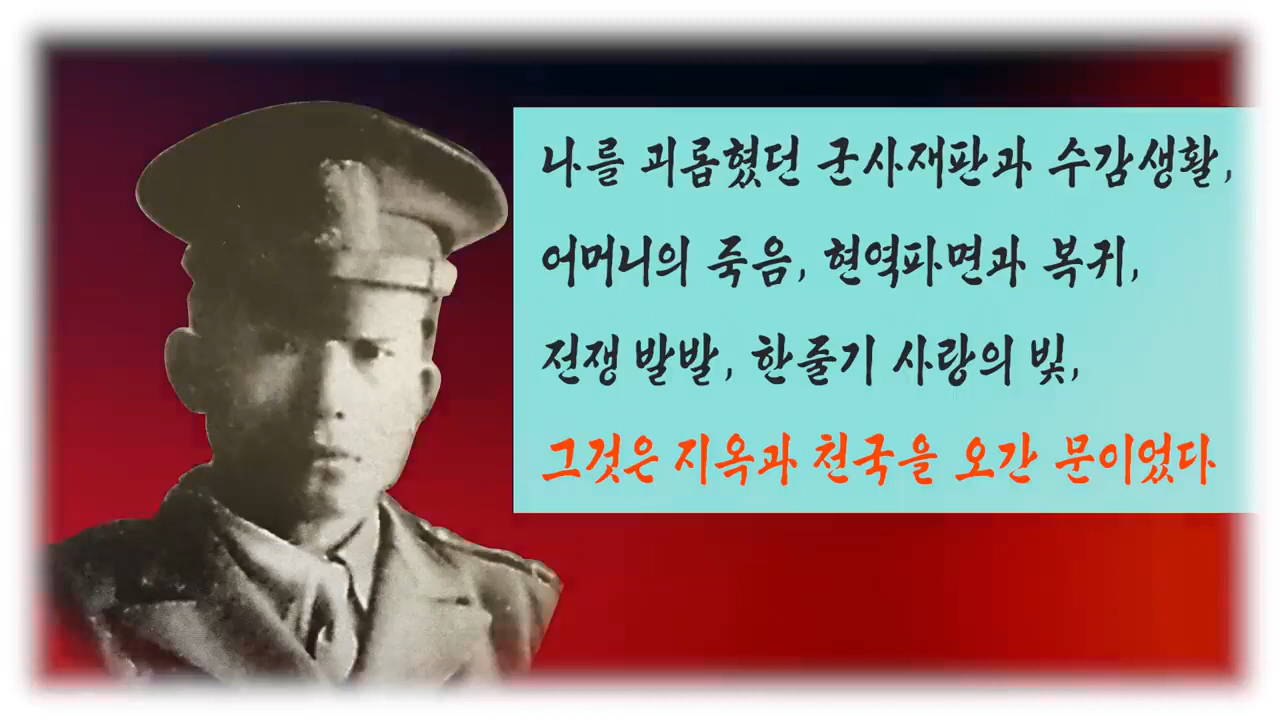 나를 괴롭혔던 군사재판과 수감생활,
어머니의 죽음, 현역파면과 복귀,
전쟁 발발, 한줄기 사랑의 빛,
그것은 지옥과 천국을 오간 문이었다